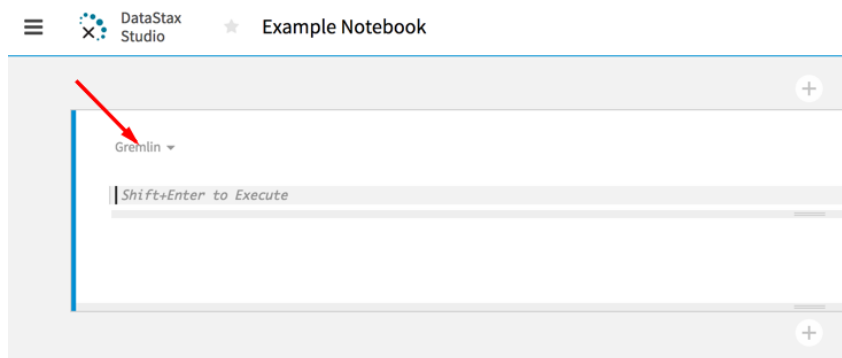 DataStax
Studio
Example Notebook
Gremlin
Shift+Enter to Execute